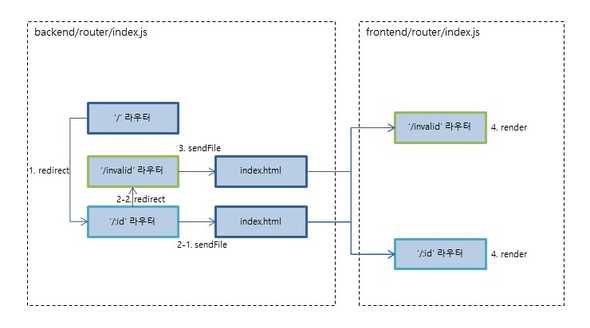 backend/router/index.js
frontend/router/index.js
'/' 라우터
'/invalid' 라우터
4. render
3. sendFile
1. redirect
'/invalid' 라우터
index.html
2-2. redirect
'/:id' 라우터
index.html
2-1. sendFile
'/:id' 라우터
4. render